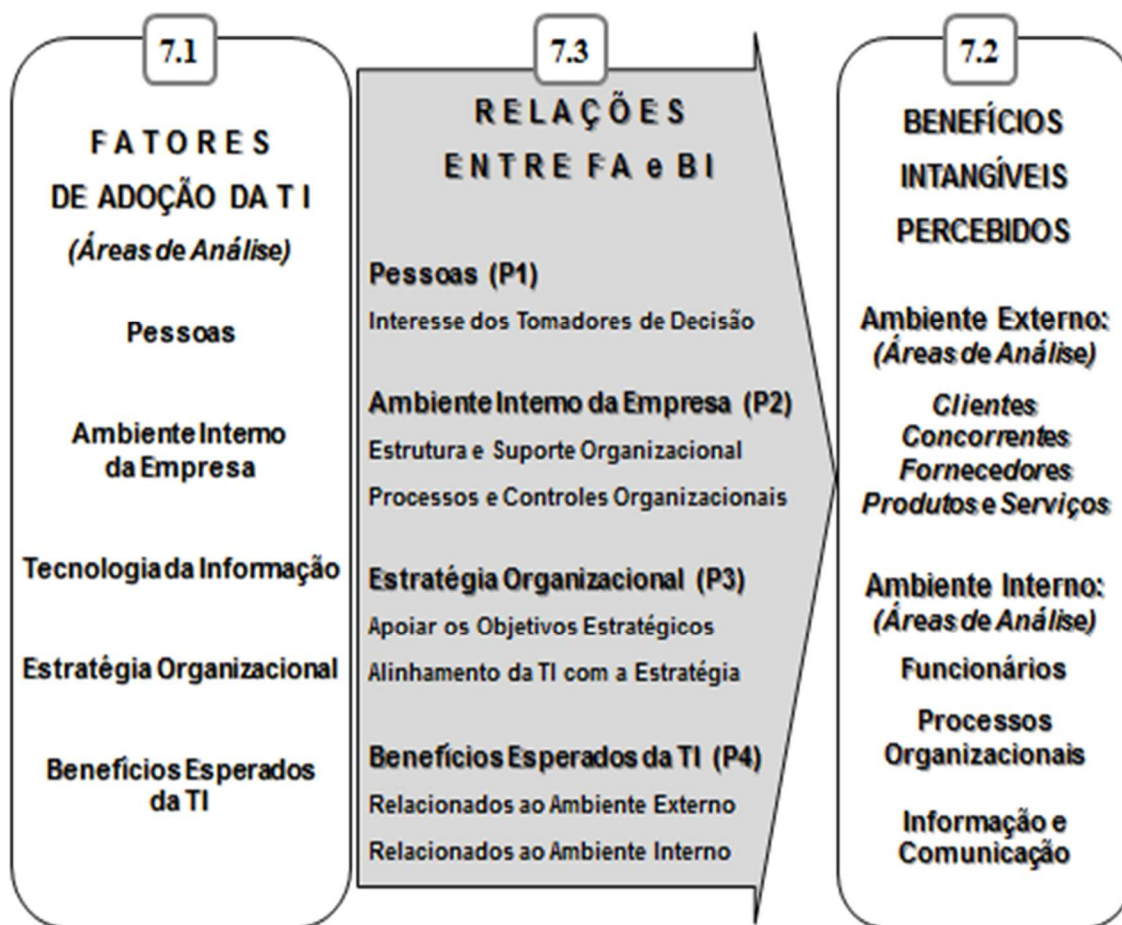 7.1
FATORES
DE ADOÇÃO DA TI
(Áreas de Análise)
Pessoas
Ambiente Interno
da Empresa
Tecnologia da Informação
Estratégia Organizacional
Benefícios Esperados
da TI
7.3
RELAÇÕES
ENTRE FA e BI
Pessoas (P1)
Interesse dos Tomadores de Decisão
Ambiente Interno da Empresa (P2)
Estrutura e Suporte Organizacional
Processos e Controles Organizacionais
Estratégia Organizacional (P3)
Apoiar os Objetivos Estratégicos
Alinhamento da TI com a Estratégia
Benefícios Esperados da TI (P4)
Relacionados ao Ambiente Externo
Relacionados ao Ambiente Interno
7.2
BENEFÍCIOS
INTANGÍVEIS
PERCEBIDOS
Ambiente Externo:
(Áreas de Análise)
Clientes
Concorrentes
Fornecedores
Produtos e Serviços
Ambiente Interno:
(Áreas de Análise)
Funcionários
Processos
Organizacionais
Informação e
Comunicação